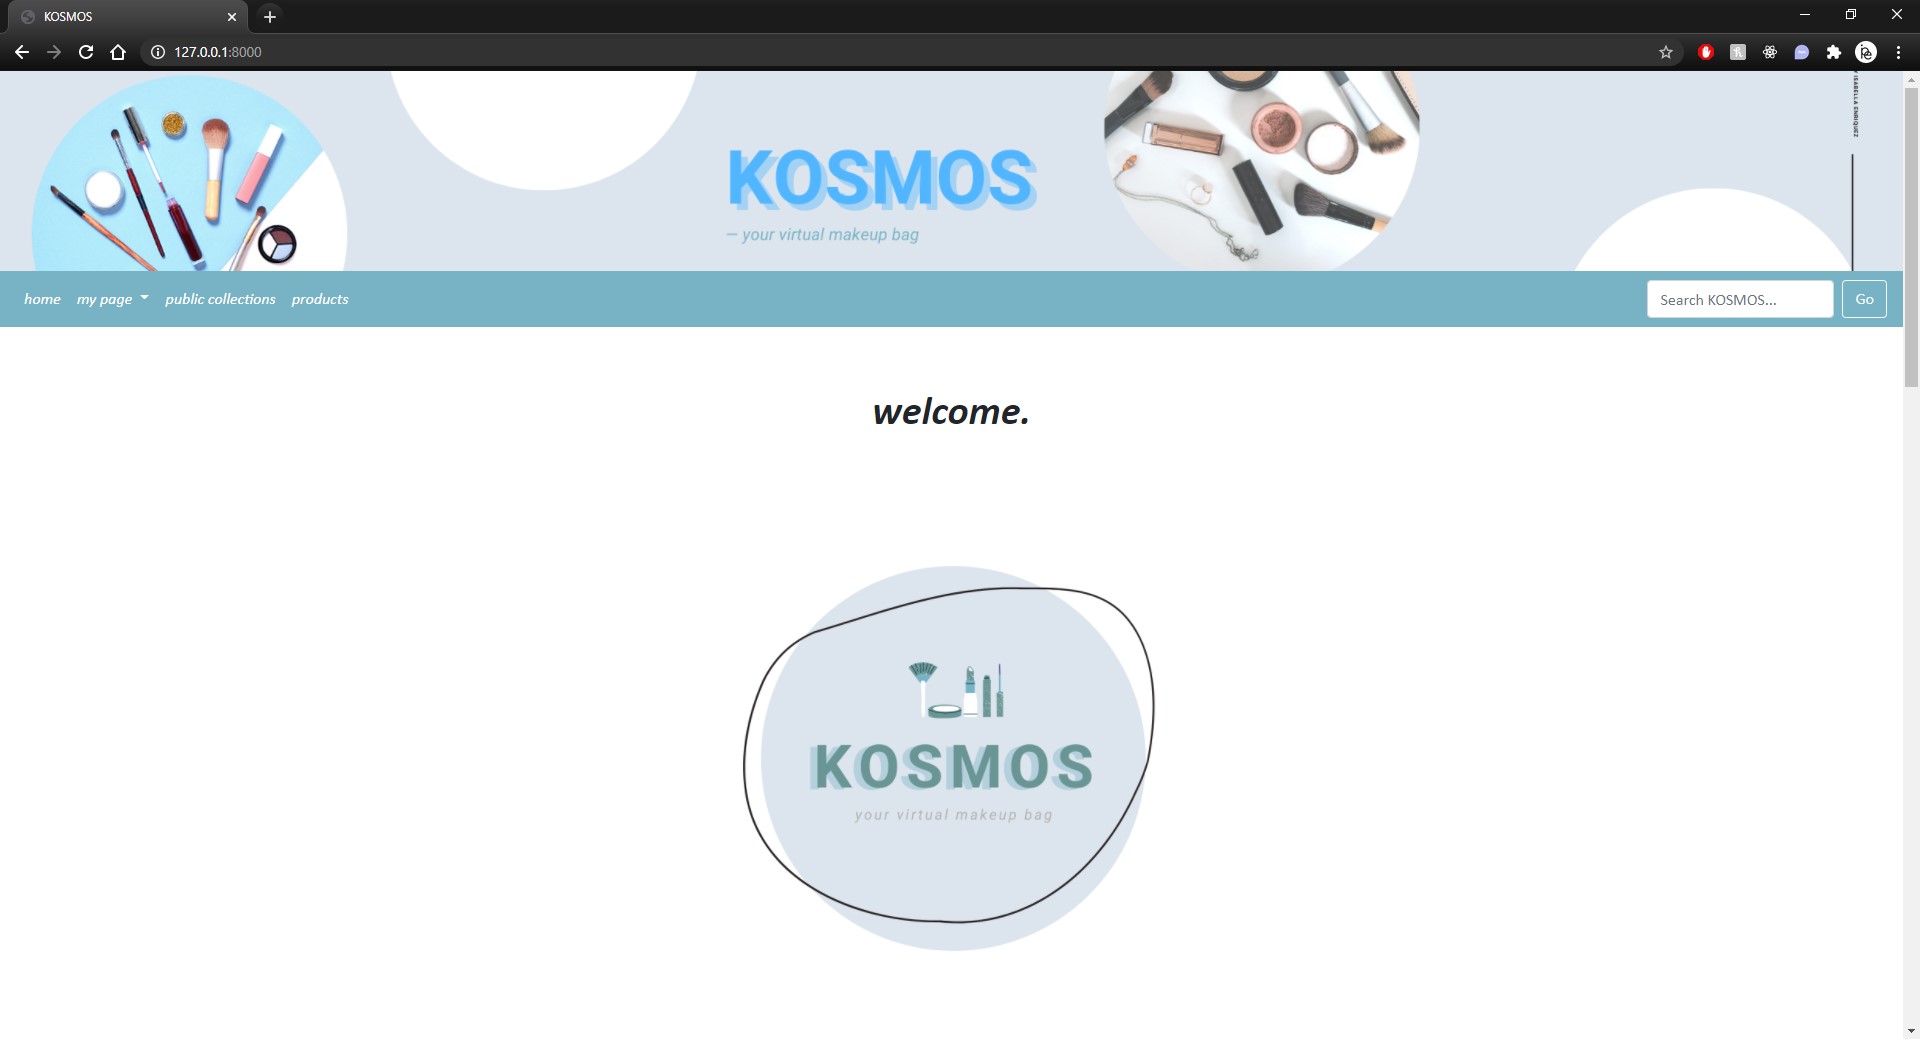 KOSMOS
127.0.0.1:8000
ISABELLA ENRIQUEZ
KOSMOS
— your virtual makeup bag
home my page public collections products Search KOSMOS... Go
welcome.
KOSMOS
your virtual makeup bag